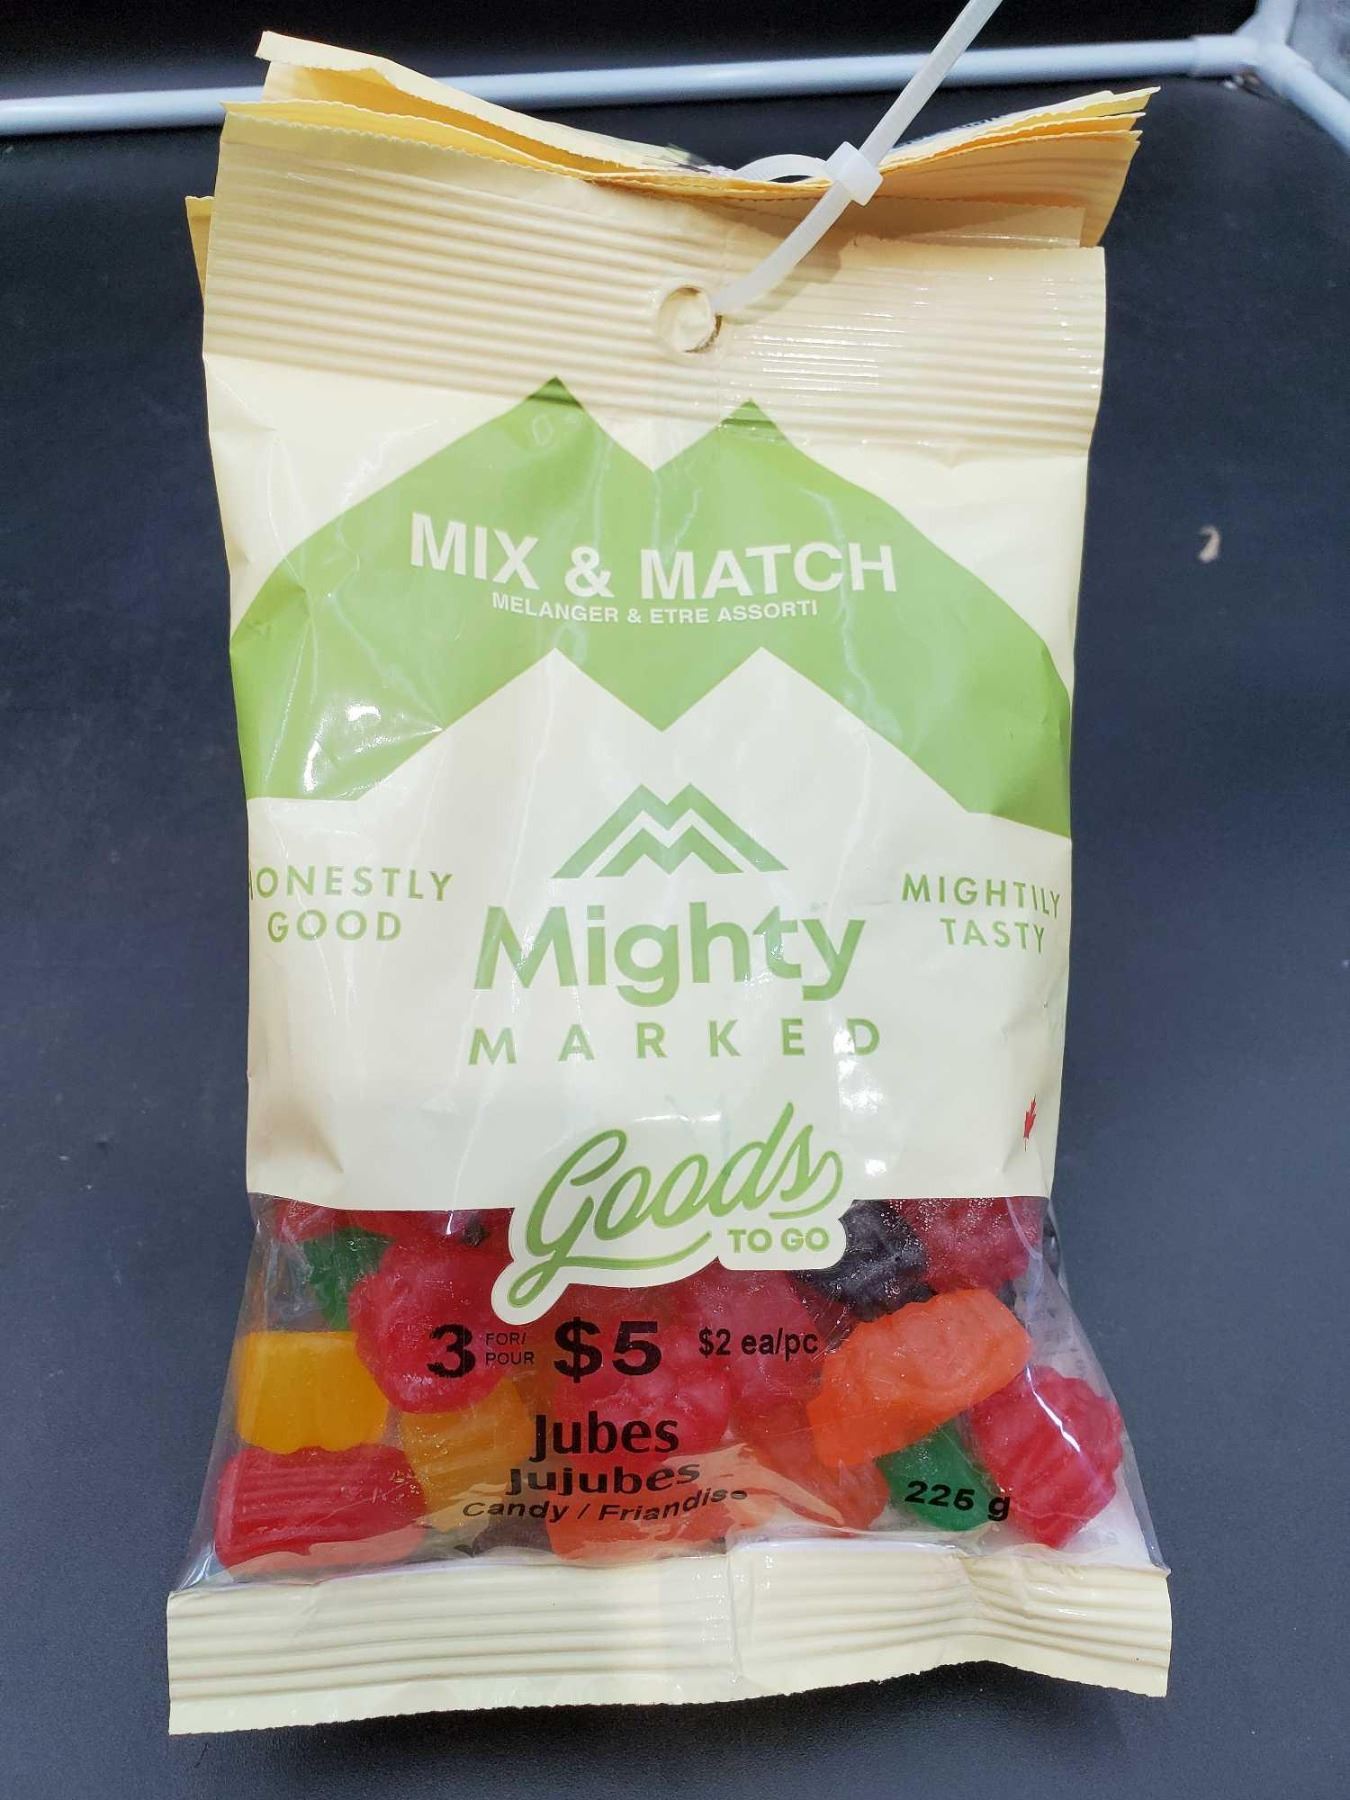 MIX & MATCH
MELANGER & ETRE ASSORTI
ONESTLY
GOOD
MIGHTILY
TASTY
Mighty
MARKED
Goods
TO GO
3 FOR/ POUR $5 $2 ea/pc
Jubes
Jujubes
Candy / Friandise
225 g